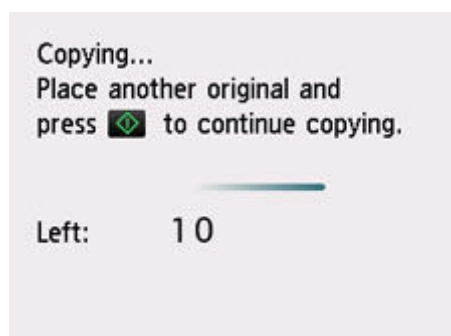 Copying...
Place another original and
press to continue copying.
Left: 10